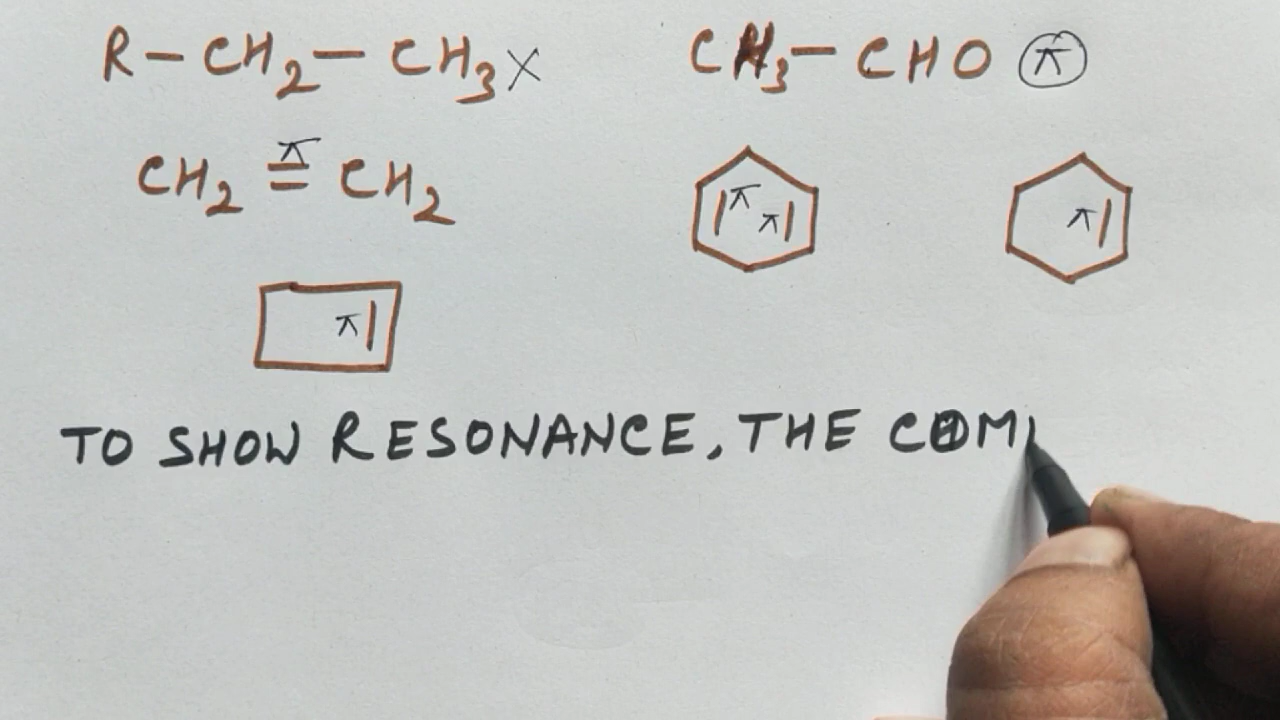 R-CH2-CH3 X CH3-CHO π
CH2 = CH2 π π π π
π
TO SHOW RESONANCE, THE COM